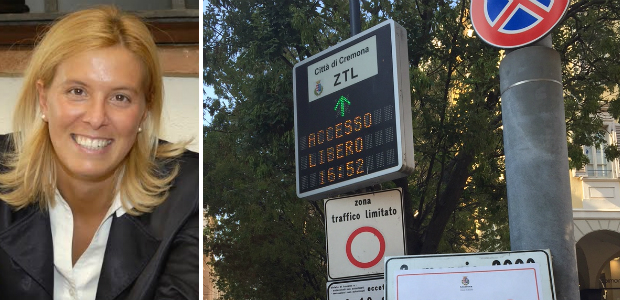 Città di Cremona
ZTL
ACCESSO
LIBERO
16:52
zona
traffico limitato